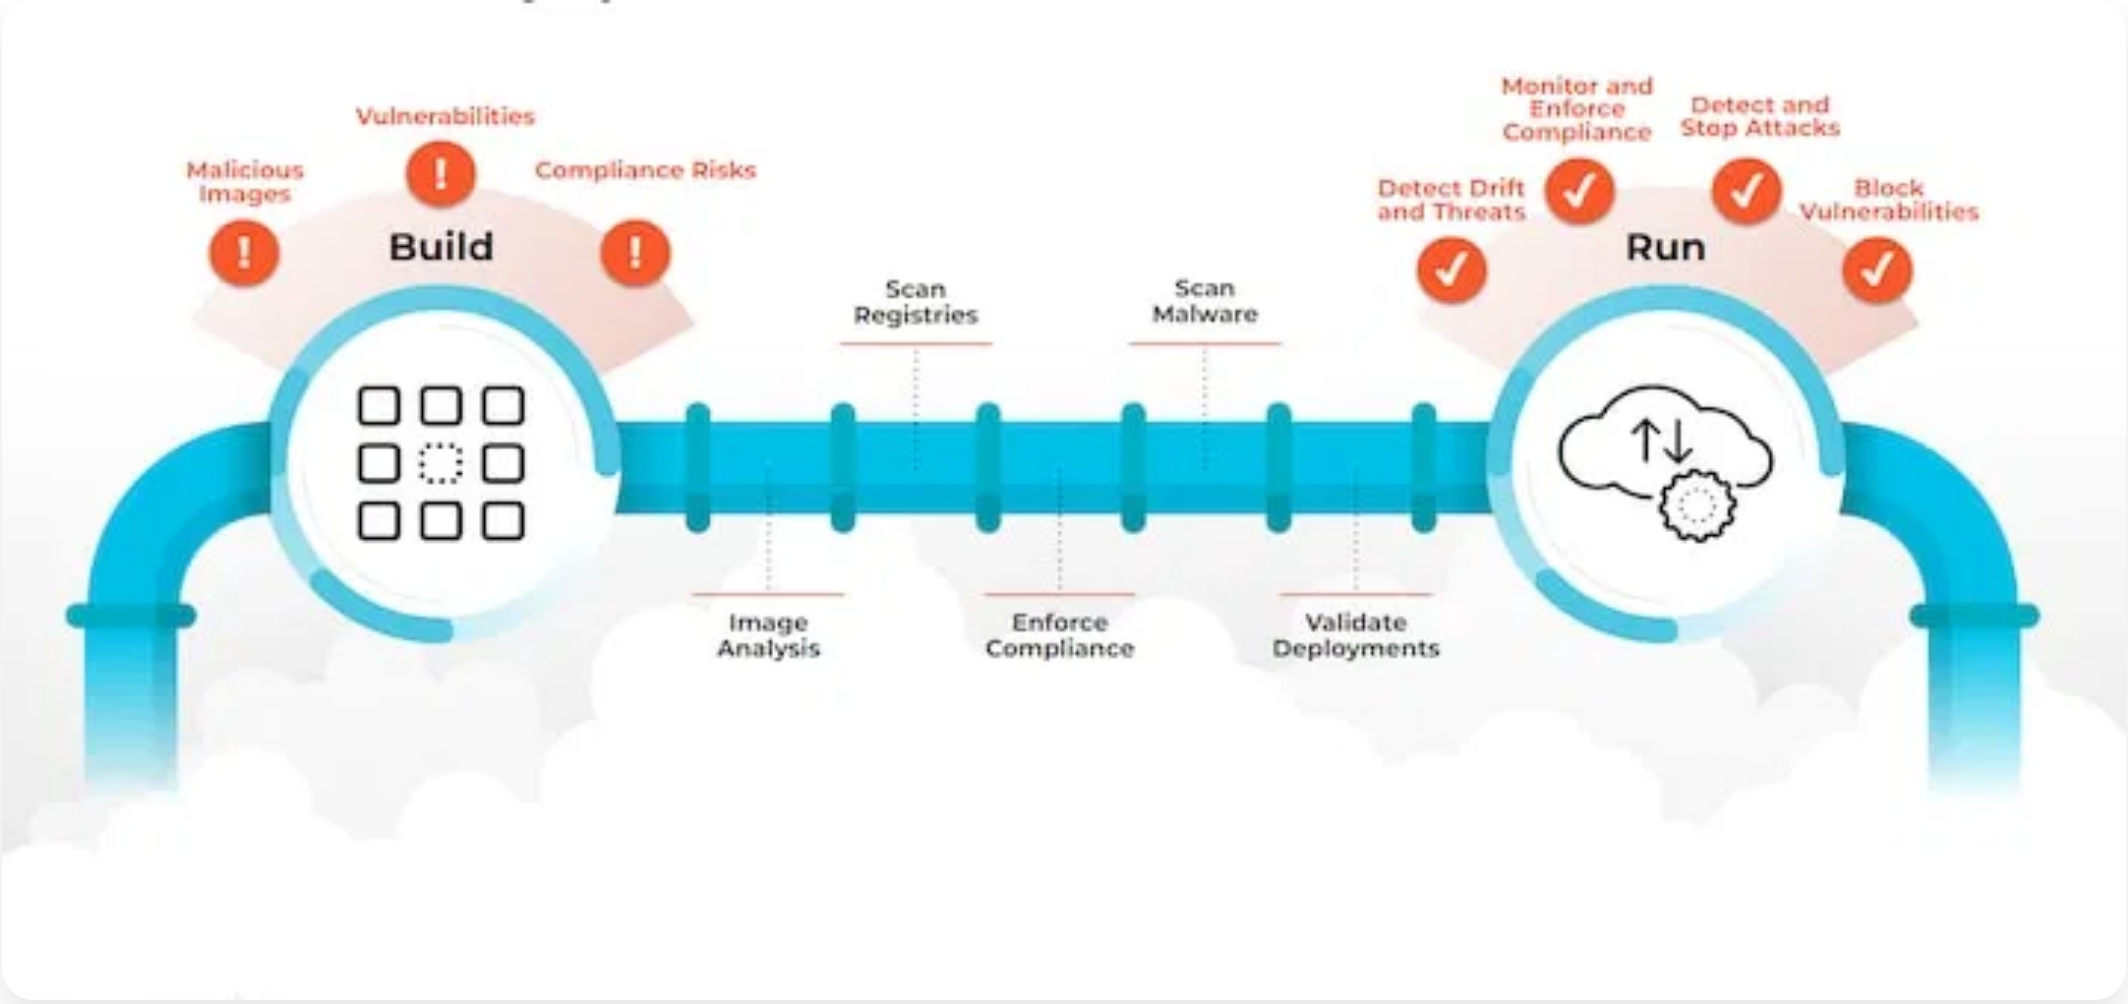 Vulnerabilities
Malicious
Images
Compliance Risks
Build
Scan
Registries
Scan
Malware
Image
Analysis
Enforce
Compliance
Validate
Deployments
Monitor and
Enforce
Compliance
Detect and
Stop Attacks
Detect Drift
and Threats
Block
Vulnerabilities
Run